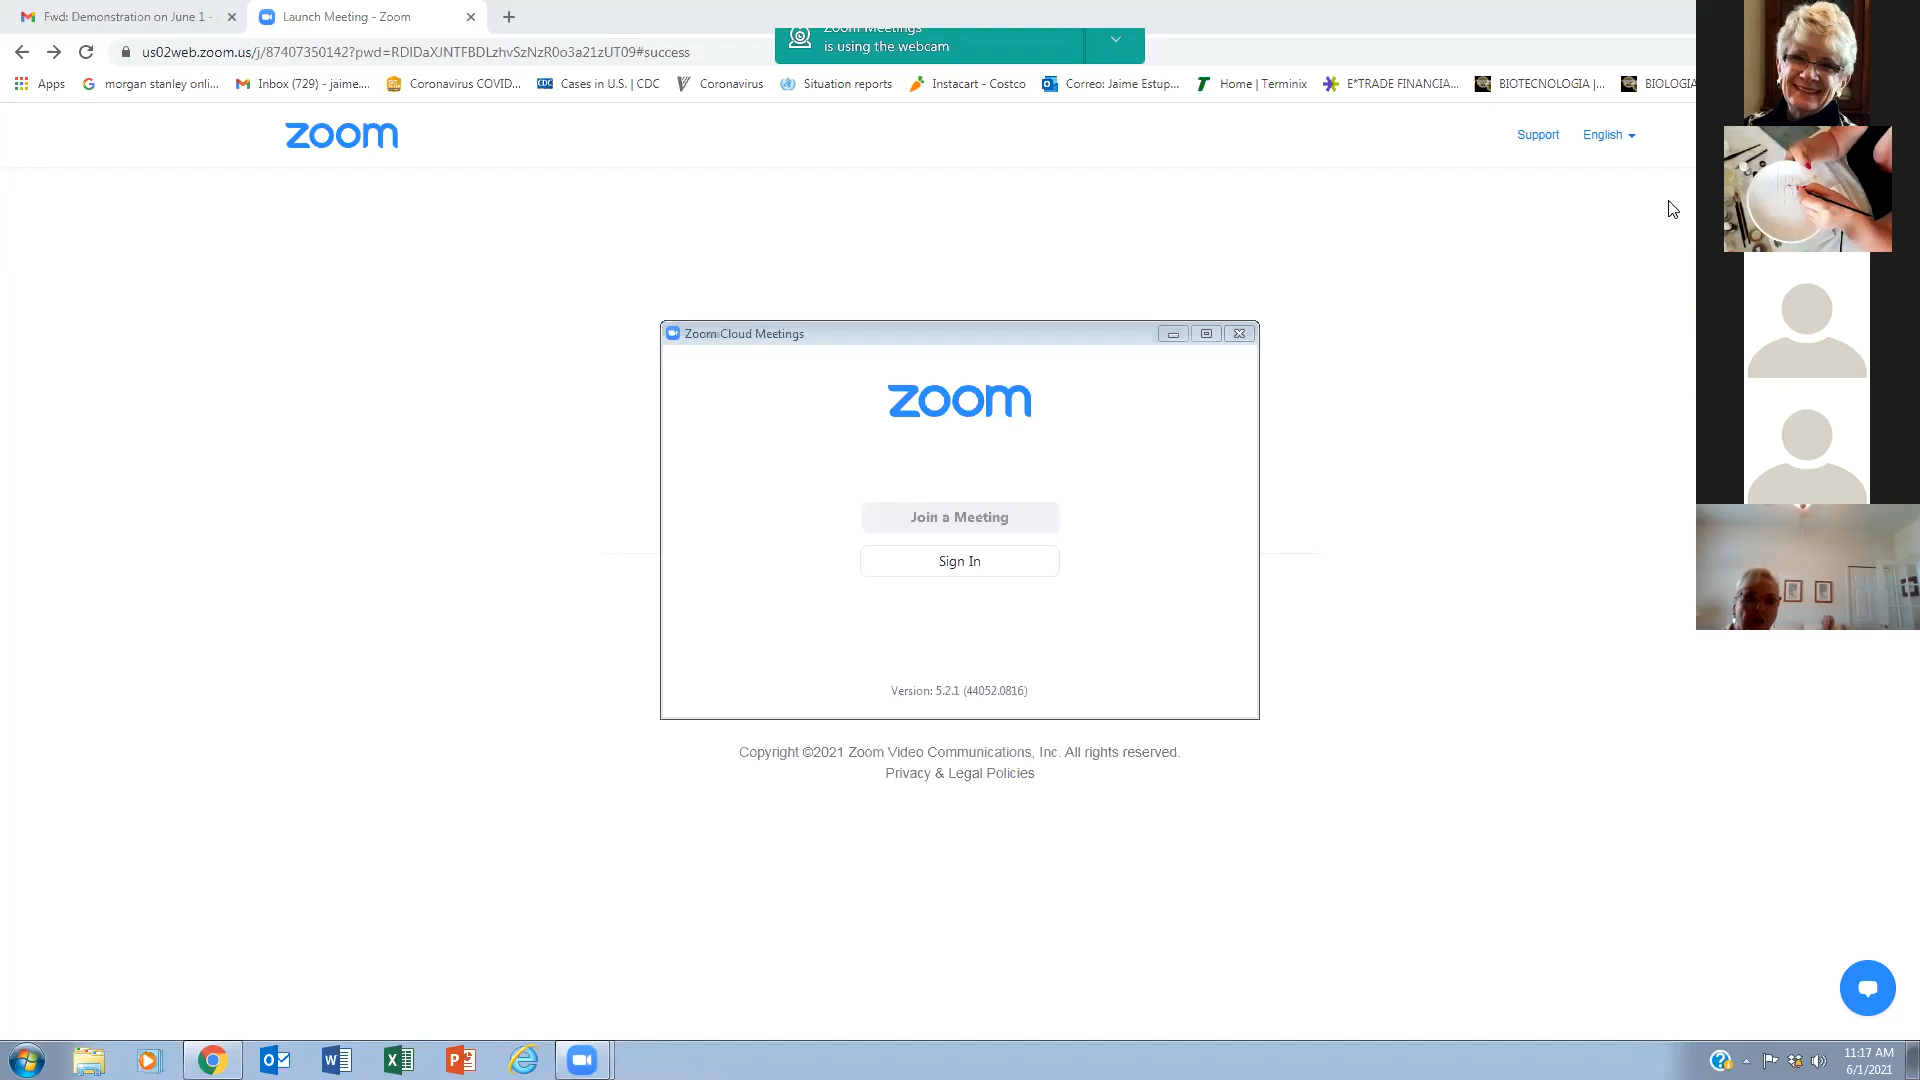 Fwd: Demonstration on June 1 -
Launch Meeting - Zoom
us02web.zoom.us/j/87407350142?pwd=RDlDaXJNTFBDLzhvSzNzR0o3a21zUT09#success
Zoom Meetings
is using the webcam
Apps
morgan stanley onli...
Inbox (729) - jaime....
Coronavirus COVID...
CDC
Cases in U.S. | CDC
Coronavirus
Situation reports
Instacart - Costco
Correo: Jaime Estup...
Home | Terminix
E*TRADE FINANCIA...
BIOTECNOLOGIA |...
BIOLOGIA
zoom
Support
English
Zoom Cloud Meetings
zoom
Join a Meeting
Sign In
Version: 5.2.1 (44052.0816)
Copyright ©2021 Zoom Video Communications, Inc. All rights reserved.
Privacy & Legal Policies
11:17 AM
6/1/2021